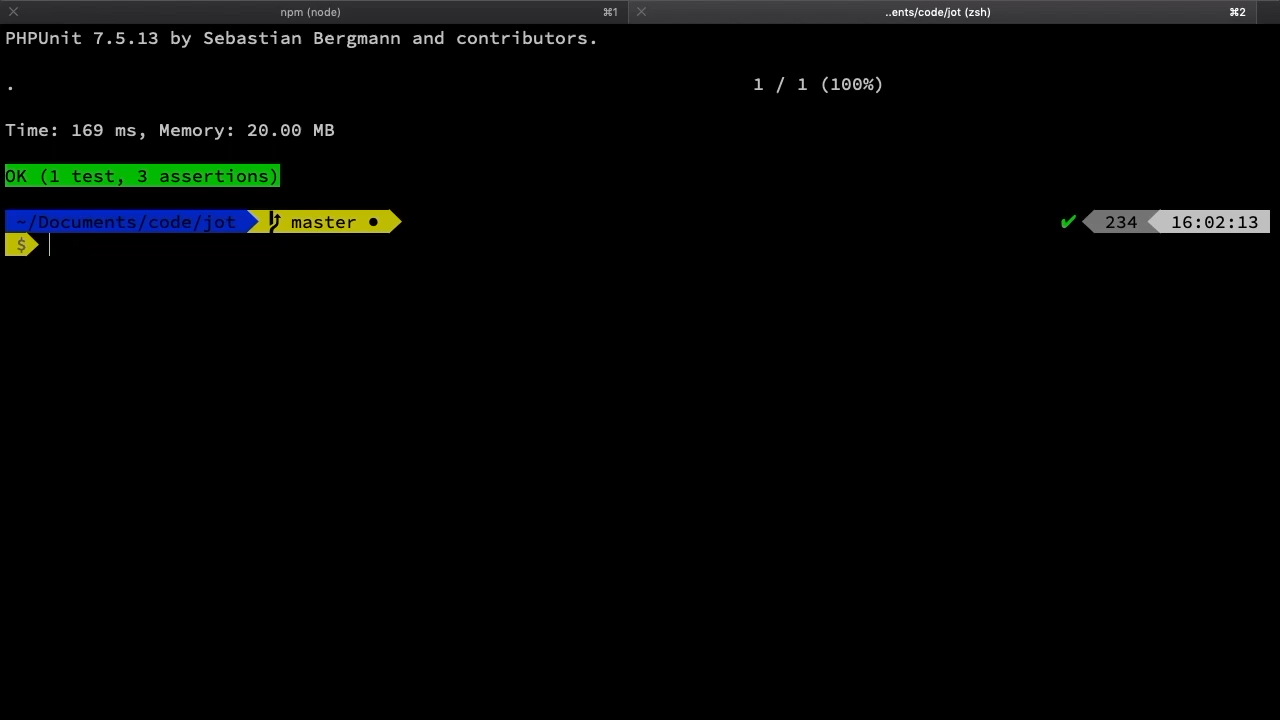 npm (node) ⌘1 ..ents/code/jot (zsh) ⌘2
PHPUnit 7.5.13 by Sebastian Bergmann and contributors.
. 1 / 1 (100%)
Time: 169 ms, Memory: 20.00 MB
OK (1 test, 3 assertions)
~/Documents/code/jot master ● ✔ 234 16:02:13
$